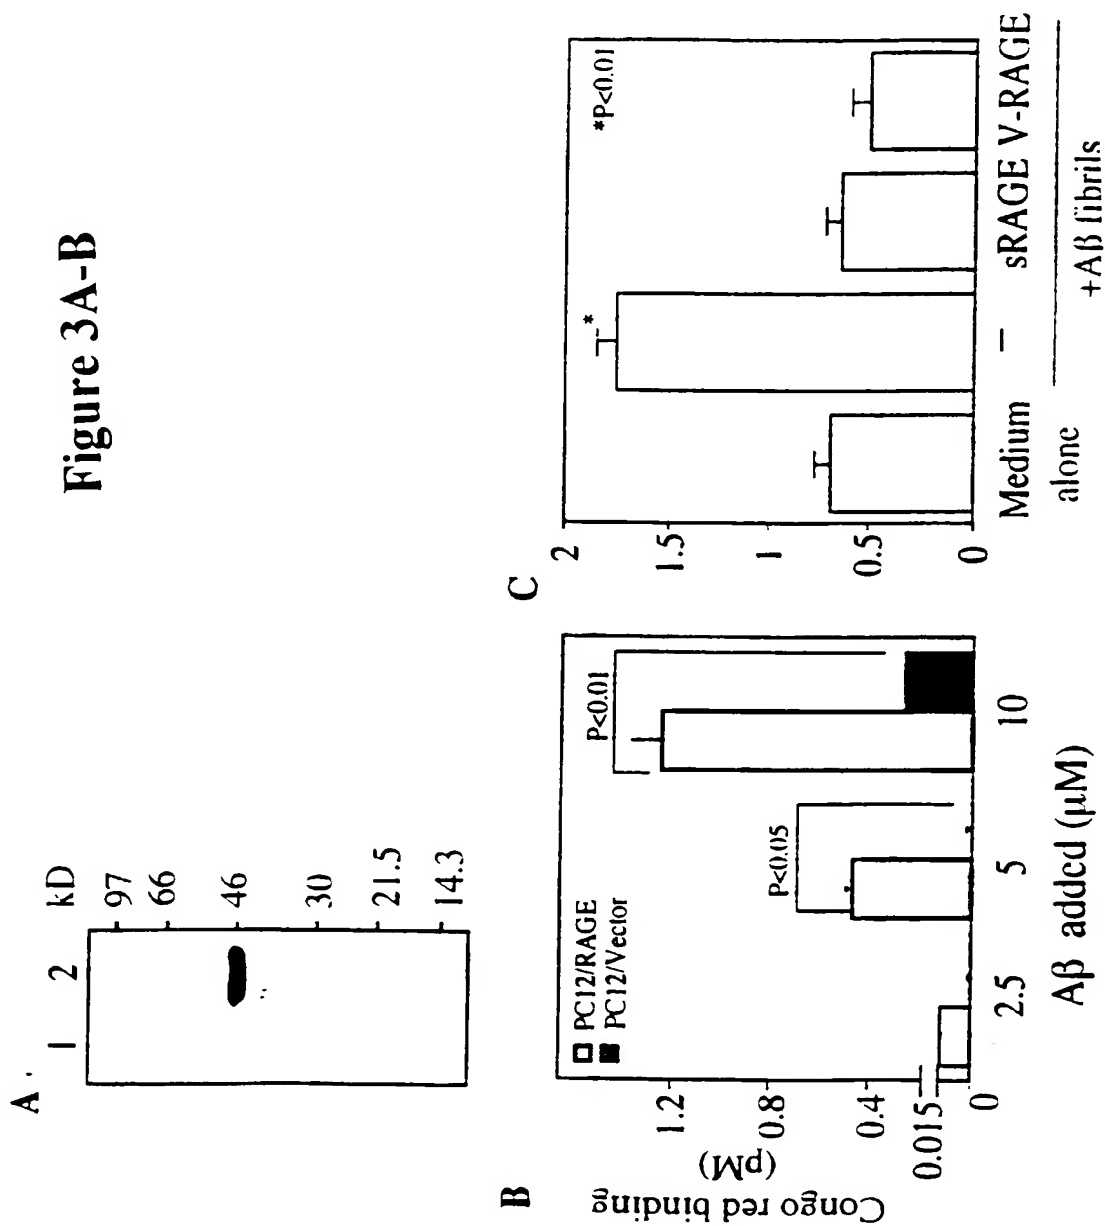 Figure 3A-B
A
1 2 kD
97
66
46
30
21.5
14.3
B
Congo red binding
(pM)
1.2
0.8
0.4
0.015
0
PC12/RAGE
PC12/Vector
P<0.05
P<0.01
2.5 5 10
Aβ added (μM)
C
2
1.5
1
0.5
0
*
*P<0.01
Medium
alone
– sRAGE V-RAGE
+Aβ fibrils